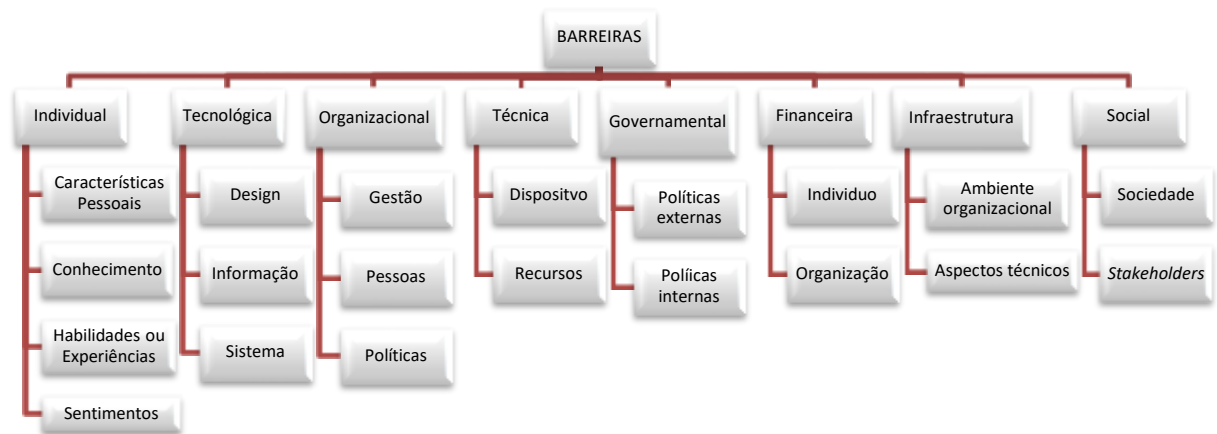 BARREIRAS
Individual
Tecnológica
Organizacional
Técnica
Governamental
Financeira
Infraestrutura
Social
Características
Pessoais
Conhecimento
Habilidades ou
Experiências
Sentimentos
Design
Informação
Sistema
Gestão
Pessoas
Políticas
Dispositvo
Recursos
Políticas
externas
Políicas
internas
Individuo
Organização
Ambiente
organizacional
Aspectos técnicos
Sociedade
Stakeholders